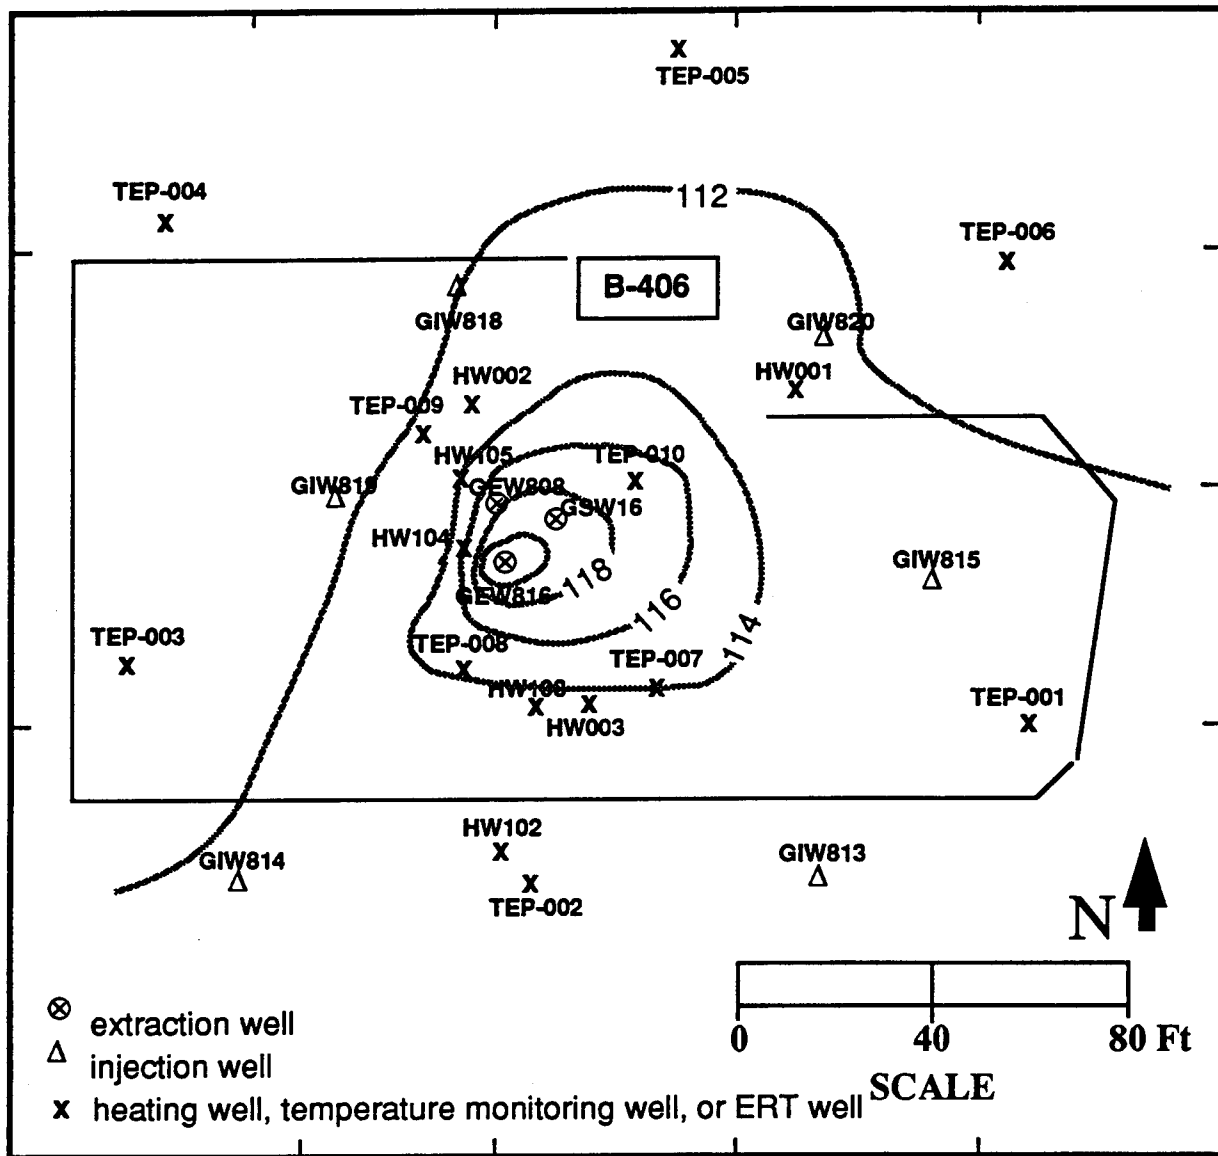 TEP-005
TEP-004
112
TEP-006
B-406
GIW818
GIW820
HW002
HW001
TEP-009
HW105
TEP-010
GIW819
GEW808
GSW16
HW104
GIW815
118
GEW816
116
114
TEP-003
TEP-008
TEP-007
TEP-001
HW003
HW102
GIW814
GIW813
TEP-002
N
extraction well
0 40 80 Ft
injection well
SCALE
x heating well, temperature monitoring well, or ERT well